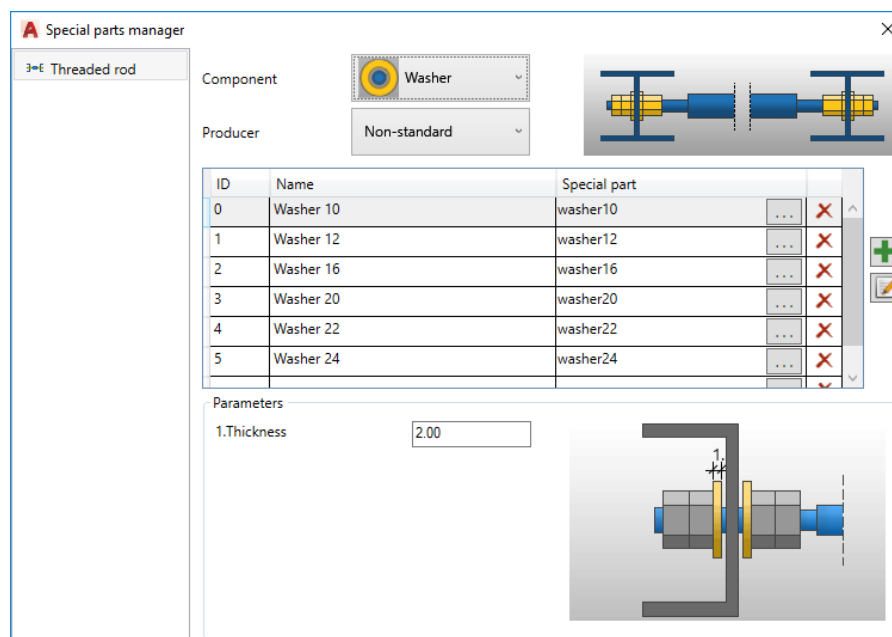 Special parts manager
Threaded rod
Component
Washer
Producer
Non-standard
ID Name Special part
0 Washer 10 washer10 ...
1 Washer 12 washer12 ...
2 Washer 16 washer16 ...
3 Washer 20 washer20 ...
4 Washer 22 washer22 ...
5 Washer 24 washer24 ...
Parameters
1.Thickness 2.00
1.